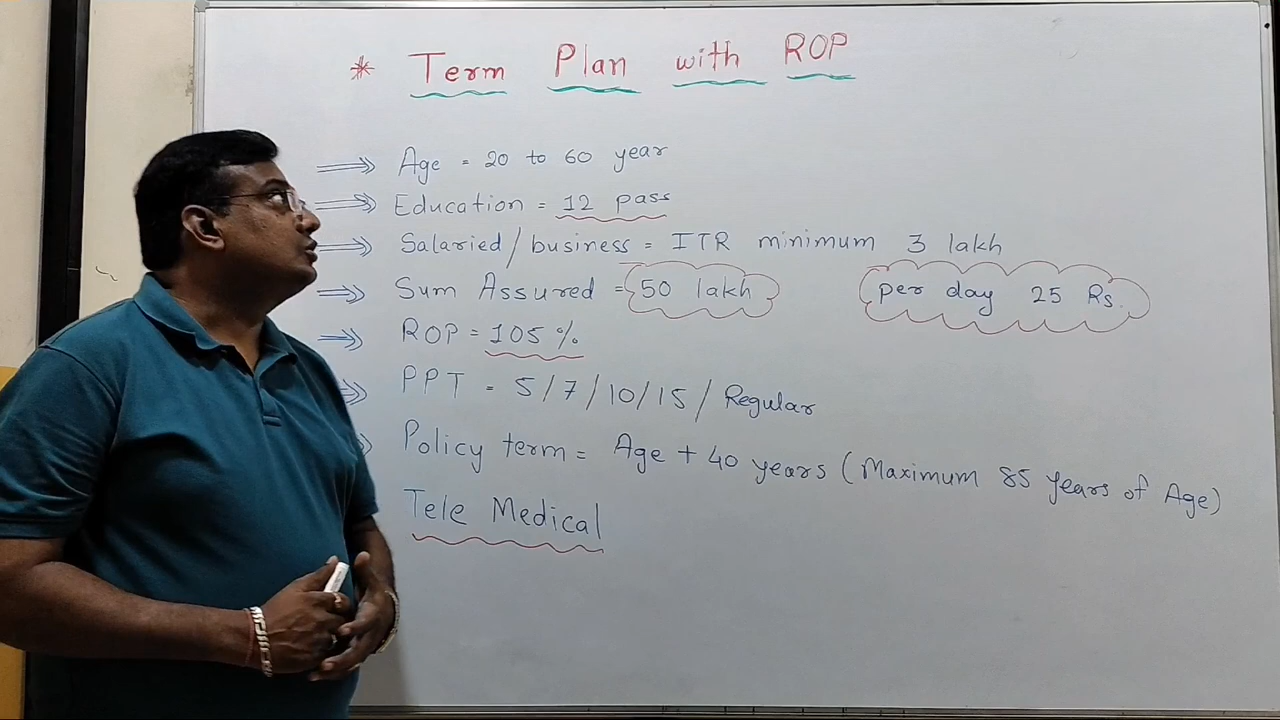 * Term Plan with ROP
⇒ Age = 20 to 60 year
⇒ Education = 12 pass
⇒ Salaried/business = ITR minimum 3 lakh
⇒ Sum Assured = 50 lakh per day 25 Rs.
⇒ ROP = 105 %
⇒ PPT = 5/7/10/15/Regular
⇒ Policy term = Age + 40 years (Maximum 85 years of Age)
Tele Medical